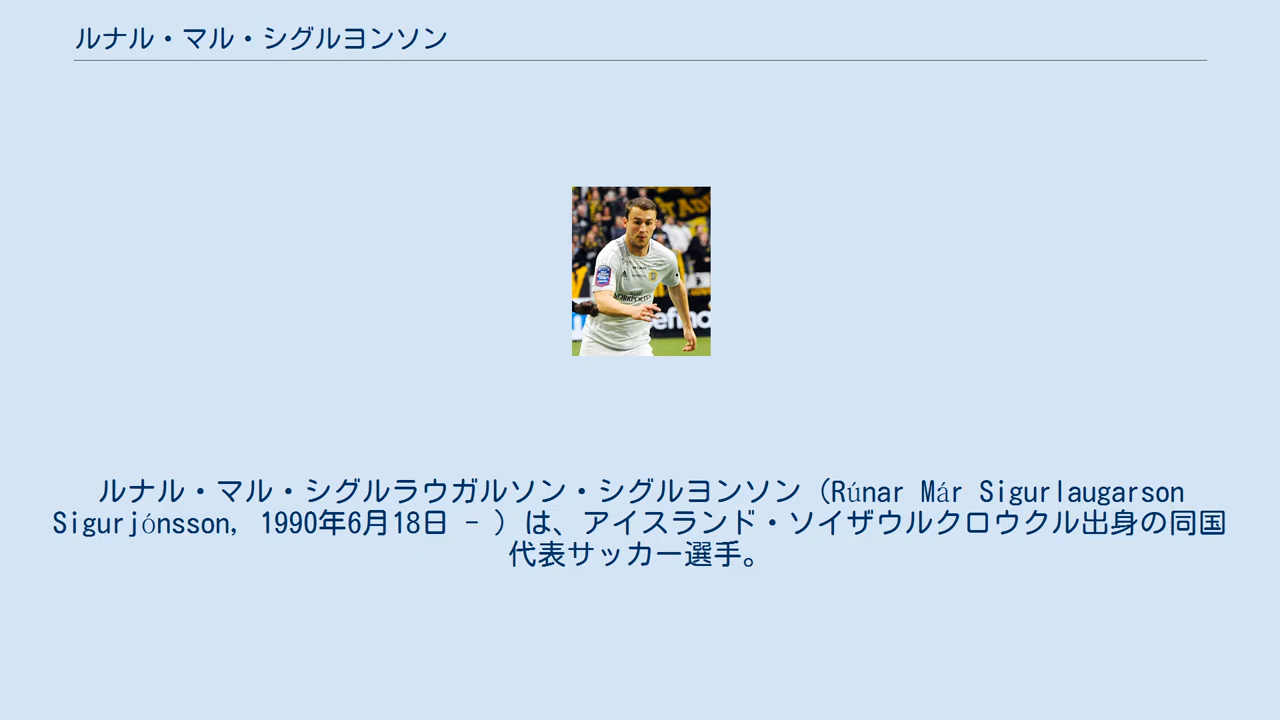 ルナル・マル・シグルヨンソン
ルナル・マル・シグルラウガルソン・シグルヨンソン（Rúnar Már Sigurlaugarson
Sigurjónsson, 1990年6月18日 - ）は、アイスランド・ソイザウルクロウクル出身の同国
代表サッカー選手。